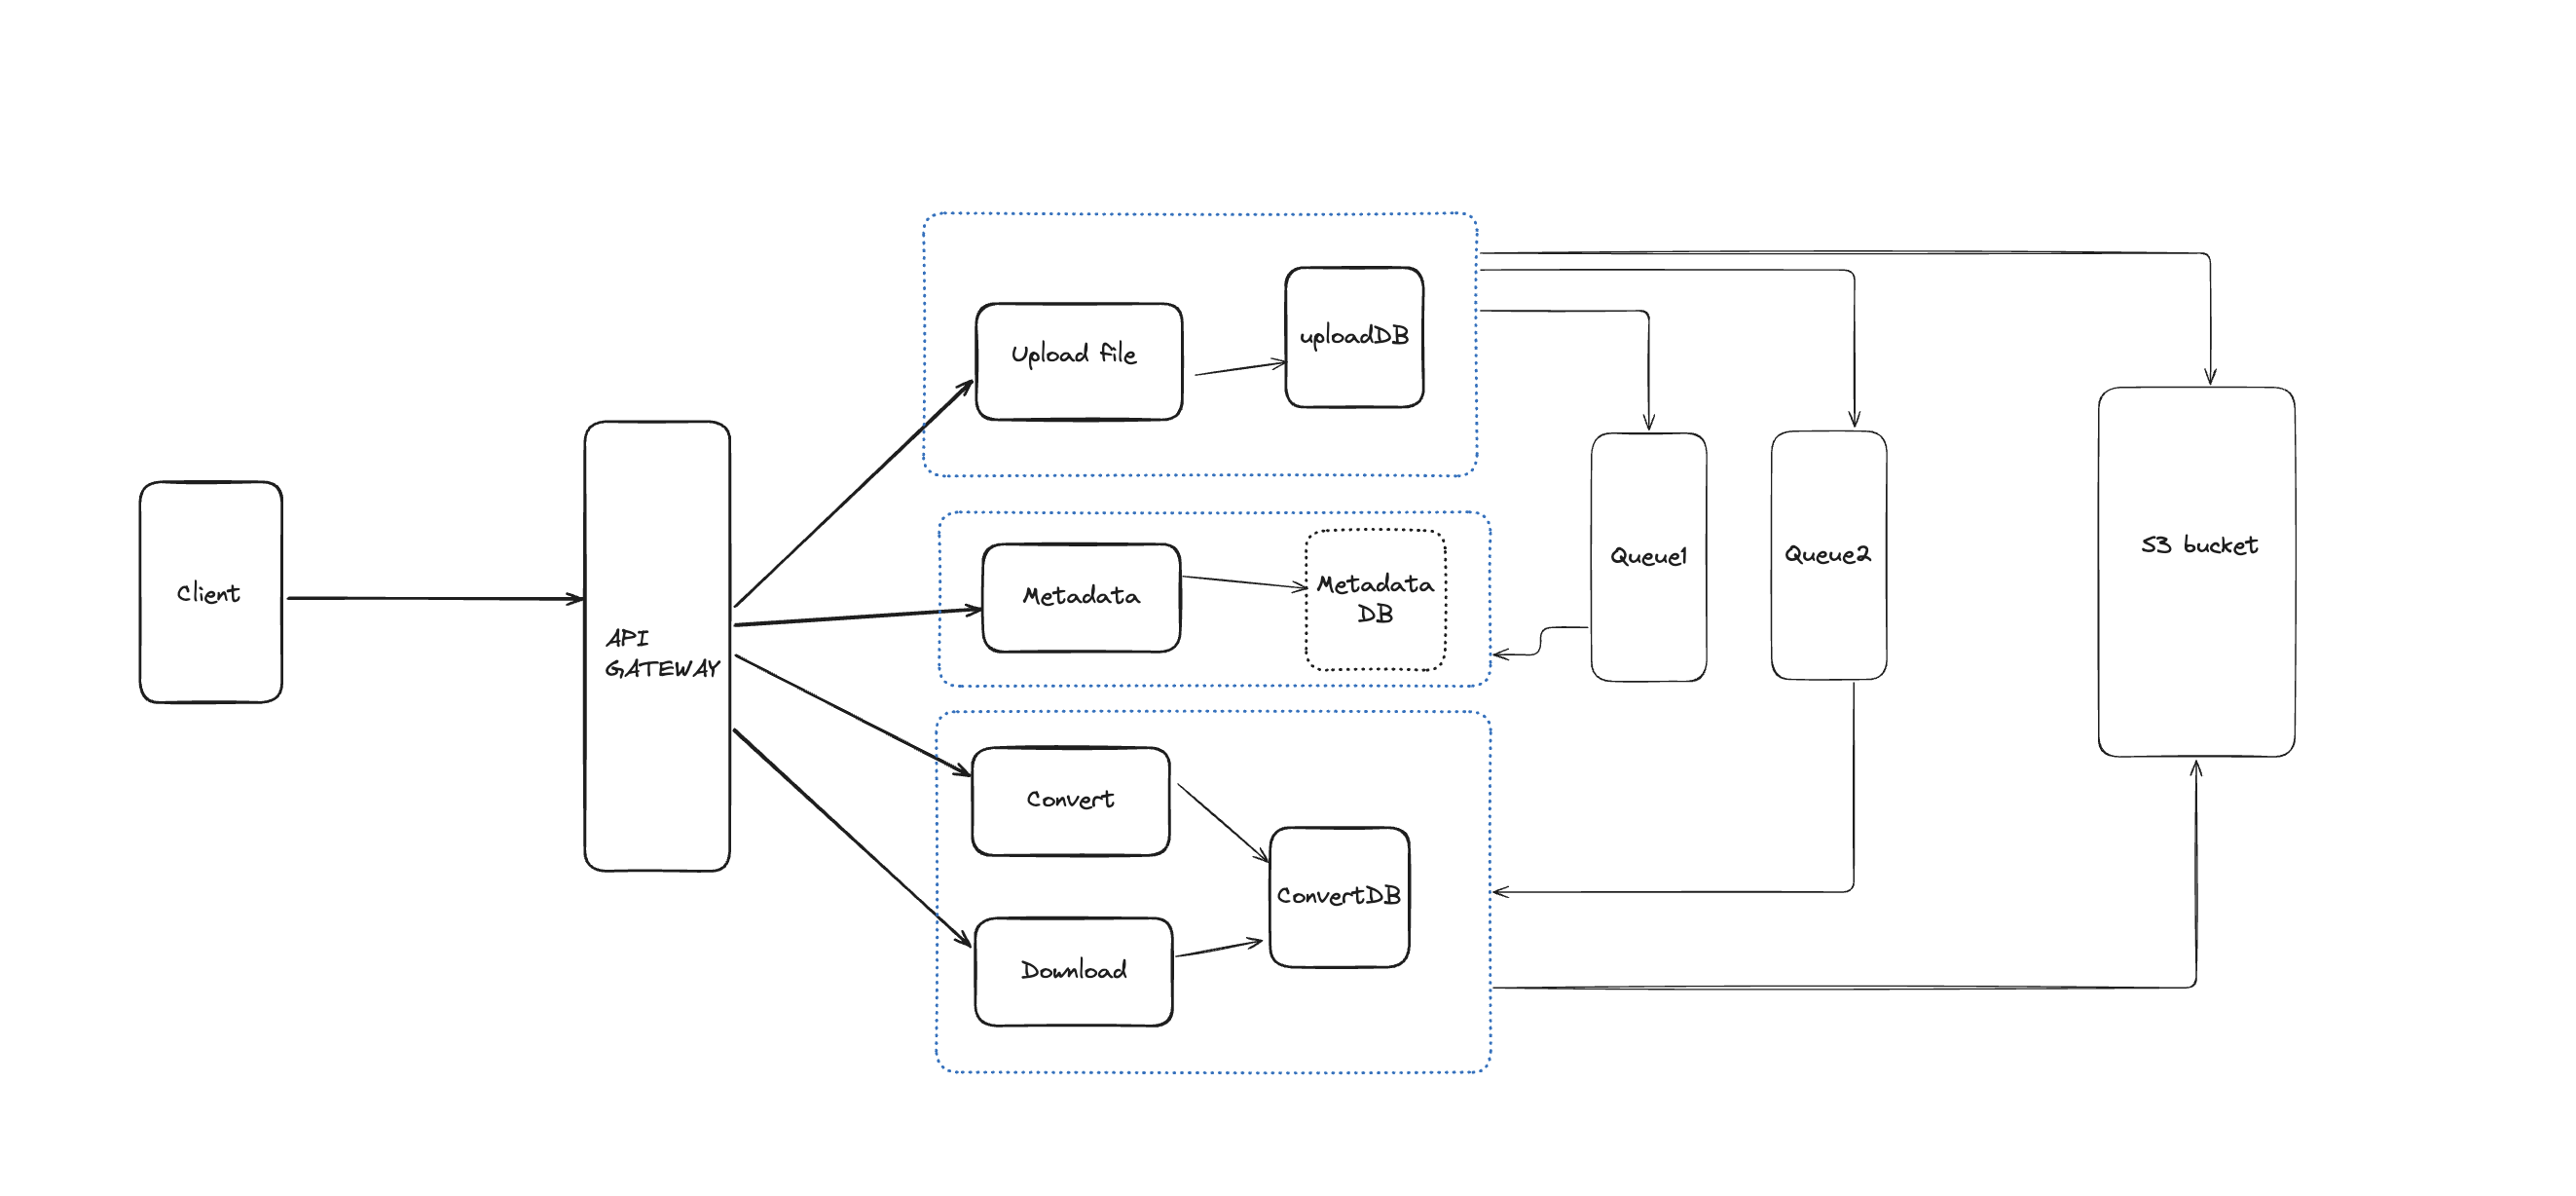 Client
API
GATEWAY
Upload file
uploadDB
Metadata
Metadata
DB
Convert
Download
ConvertDB
Queue1
Queue2
S3 bucket